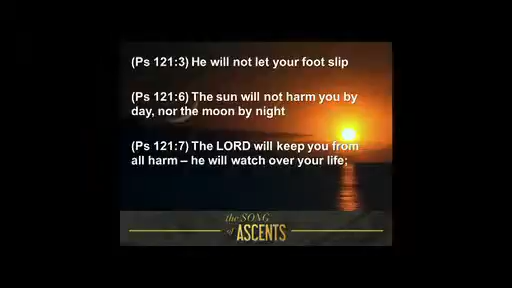 (Ps 121:3) He will not let your foot slip
(Ps 121:6) The sun will not harm you by
day, nor the moon by night
(Ps 121:7) The LORD will keep you from
all harm – he will watch over your life;
the SONG
of ASCENTS